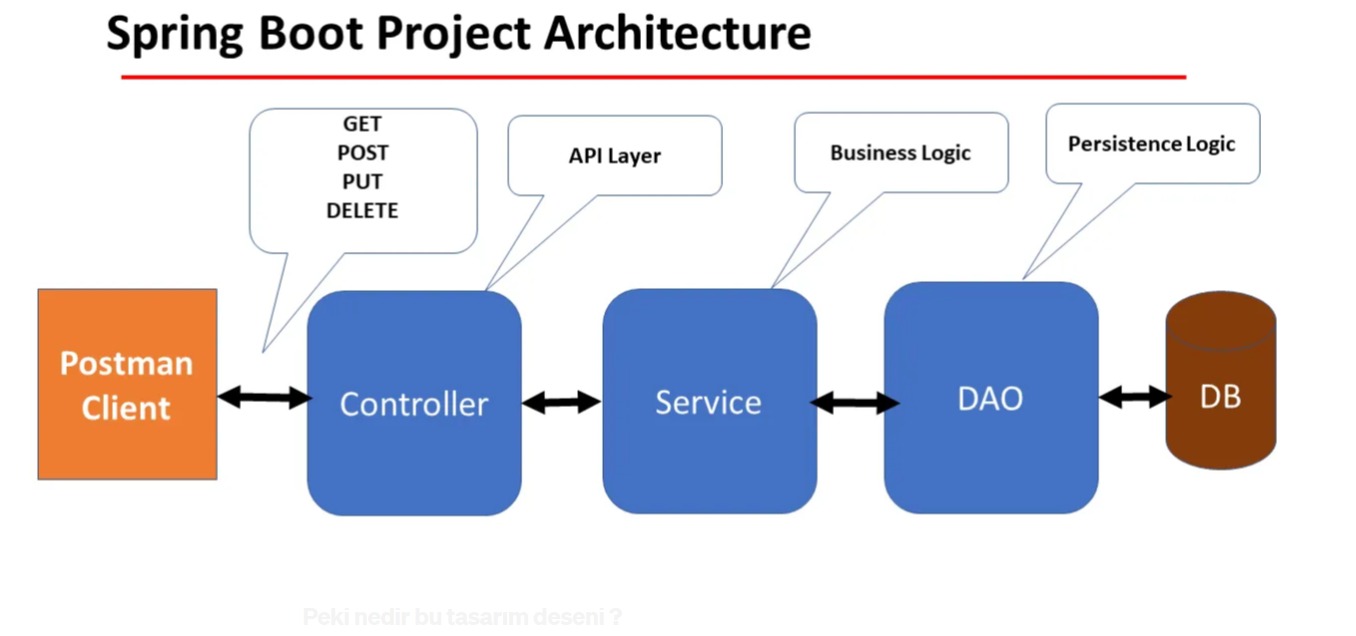 Spring Boot Project Architecture
GET
POST
PUT
DELETE
API Layer
Business Logic
Persistence Logic
Postman
Client
Controller
Service
DAO
DB
Peki nedir bu tasarım deseni ?